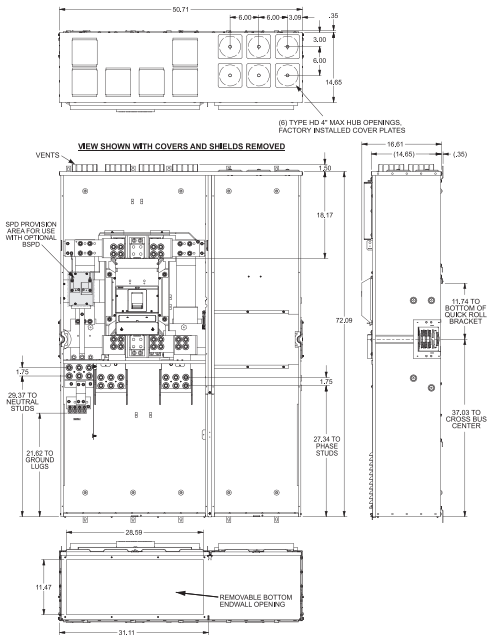 50.71
6.00
6.00
3.09
.35
3.00
6.00
14.65
(6) TYPE HD 4" MAX HUB OPENINGS,
FACTORY INSTALLED COVER PLATES
VIEW SHOWN WITH COVERS AND SHIELDS REMOVED
VENTS
1.50
16.61
(14.65)
(.35)
18.17
SPD PROVISION
AREA FOR USE
WITH OPTIONAL
BSPD
11.74 TO
BOTTOM OF
QUICK ROLL
BRACKET
72.09
1.75
29.37 TO
NEUTRAL
STUDS
1.75
37.03 TO
CROSS BUS
CENTER
27.34 TO
PHASE
STUDS
21.62 TO
GROUND
LUGS
28.59
11.47
REMOVABLE BOTTOM
ENDWALL OPENING
31.11